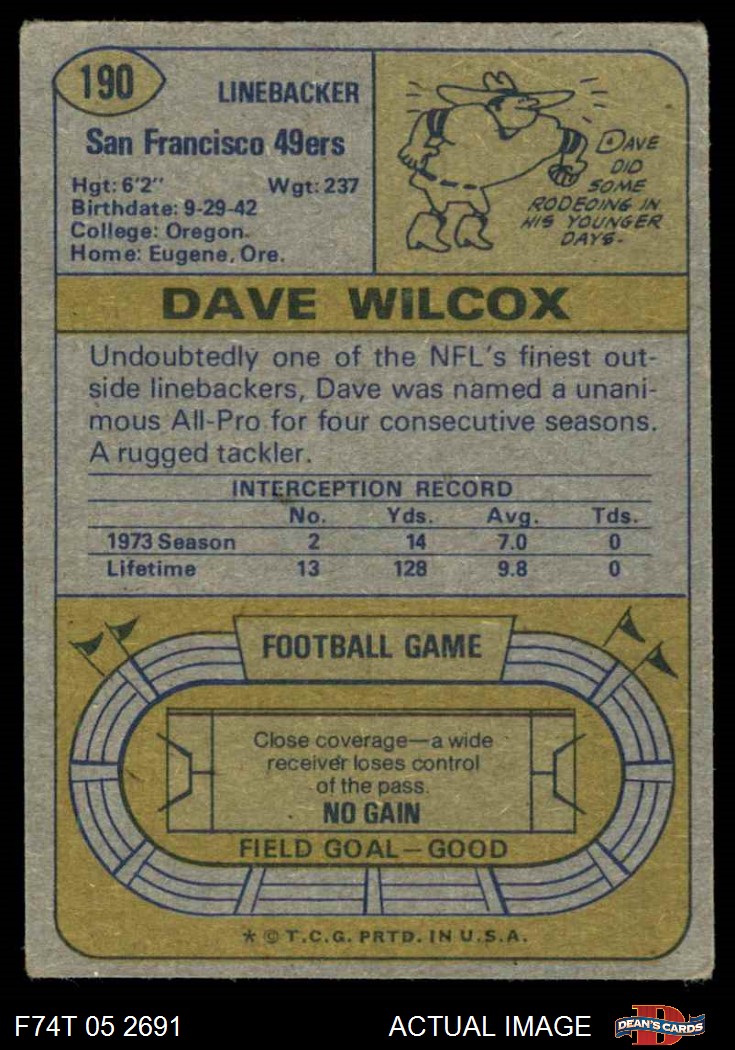 190
LINEBACKER
San Francisco 49ers
Hgt: 6'2" Wgt: 237
Birthdate: 9-29-42
College: Oregon.
Home: Eugene, Ore.
DAVE
DID
SOME
RODEOING IN
HIS YOUNGER
DAYS.
DAVE WILCOX
Undoubtedly one of the NFL's finest out-
side linebackers, Dave was named a unani-
mous All-Pro for four consecutive seasons.
A rugged tackler.
INTERCEPTION RECORD
No. Yds. Avg. Tds.
1973 Season 2 14 7.0 0
Lifetime 13 128 9.8 0
FOOTBALL GAME
Close coverage—a wide
receiver loses control
of the pass.
NO GAIN
FIELD GOAL—GOOD
* © T.C.G. PRTD. IN U.S.A.
F74T 05 2691 ACTUAL IMAGE
DEAN'S CARDS